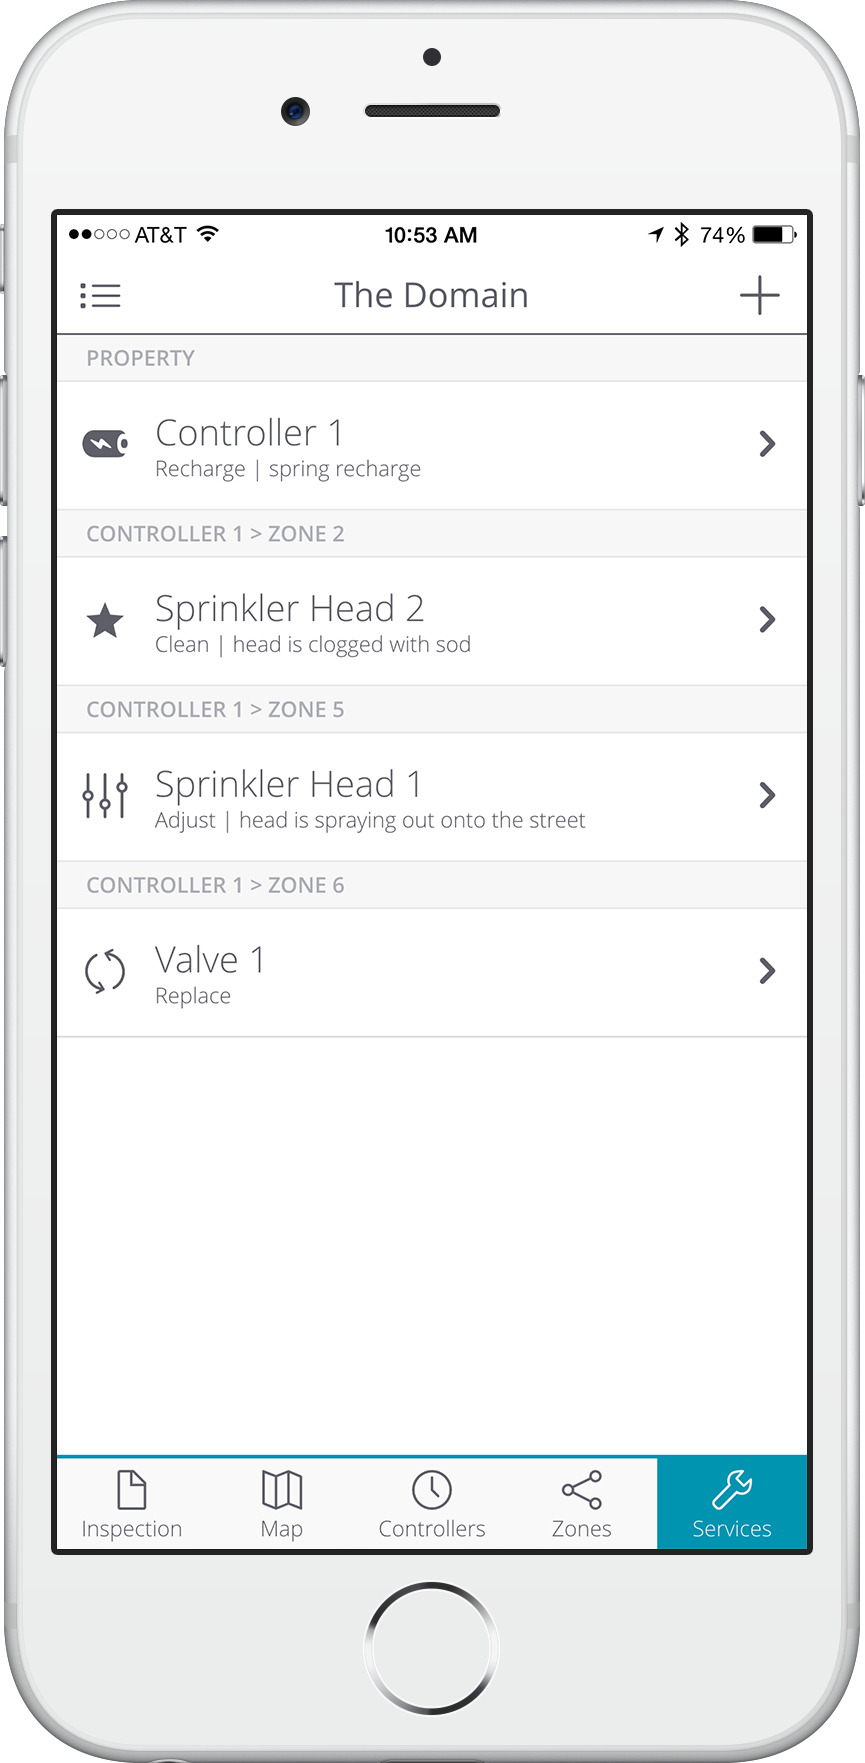 AT&T 10:53 AM 74%
The Domain
PROPERTY
Controller 1
Recharge | spring recharge
CONTROLLER 1 > ZONE 2
Sprinkler Head 2
Clean | head is clogged with sod
CONTROLLER 1 > ZONE 5
Sprinkler Head 1
Adjust | head is spraying out onto the street
CONTROLLER 1 > ZONE 6
Valve 1
Replace
Inspection Map Controllers Zones Services